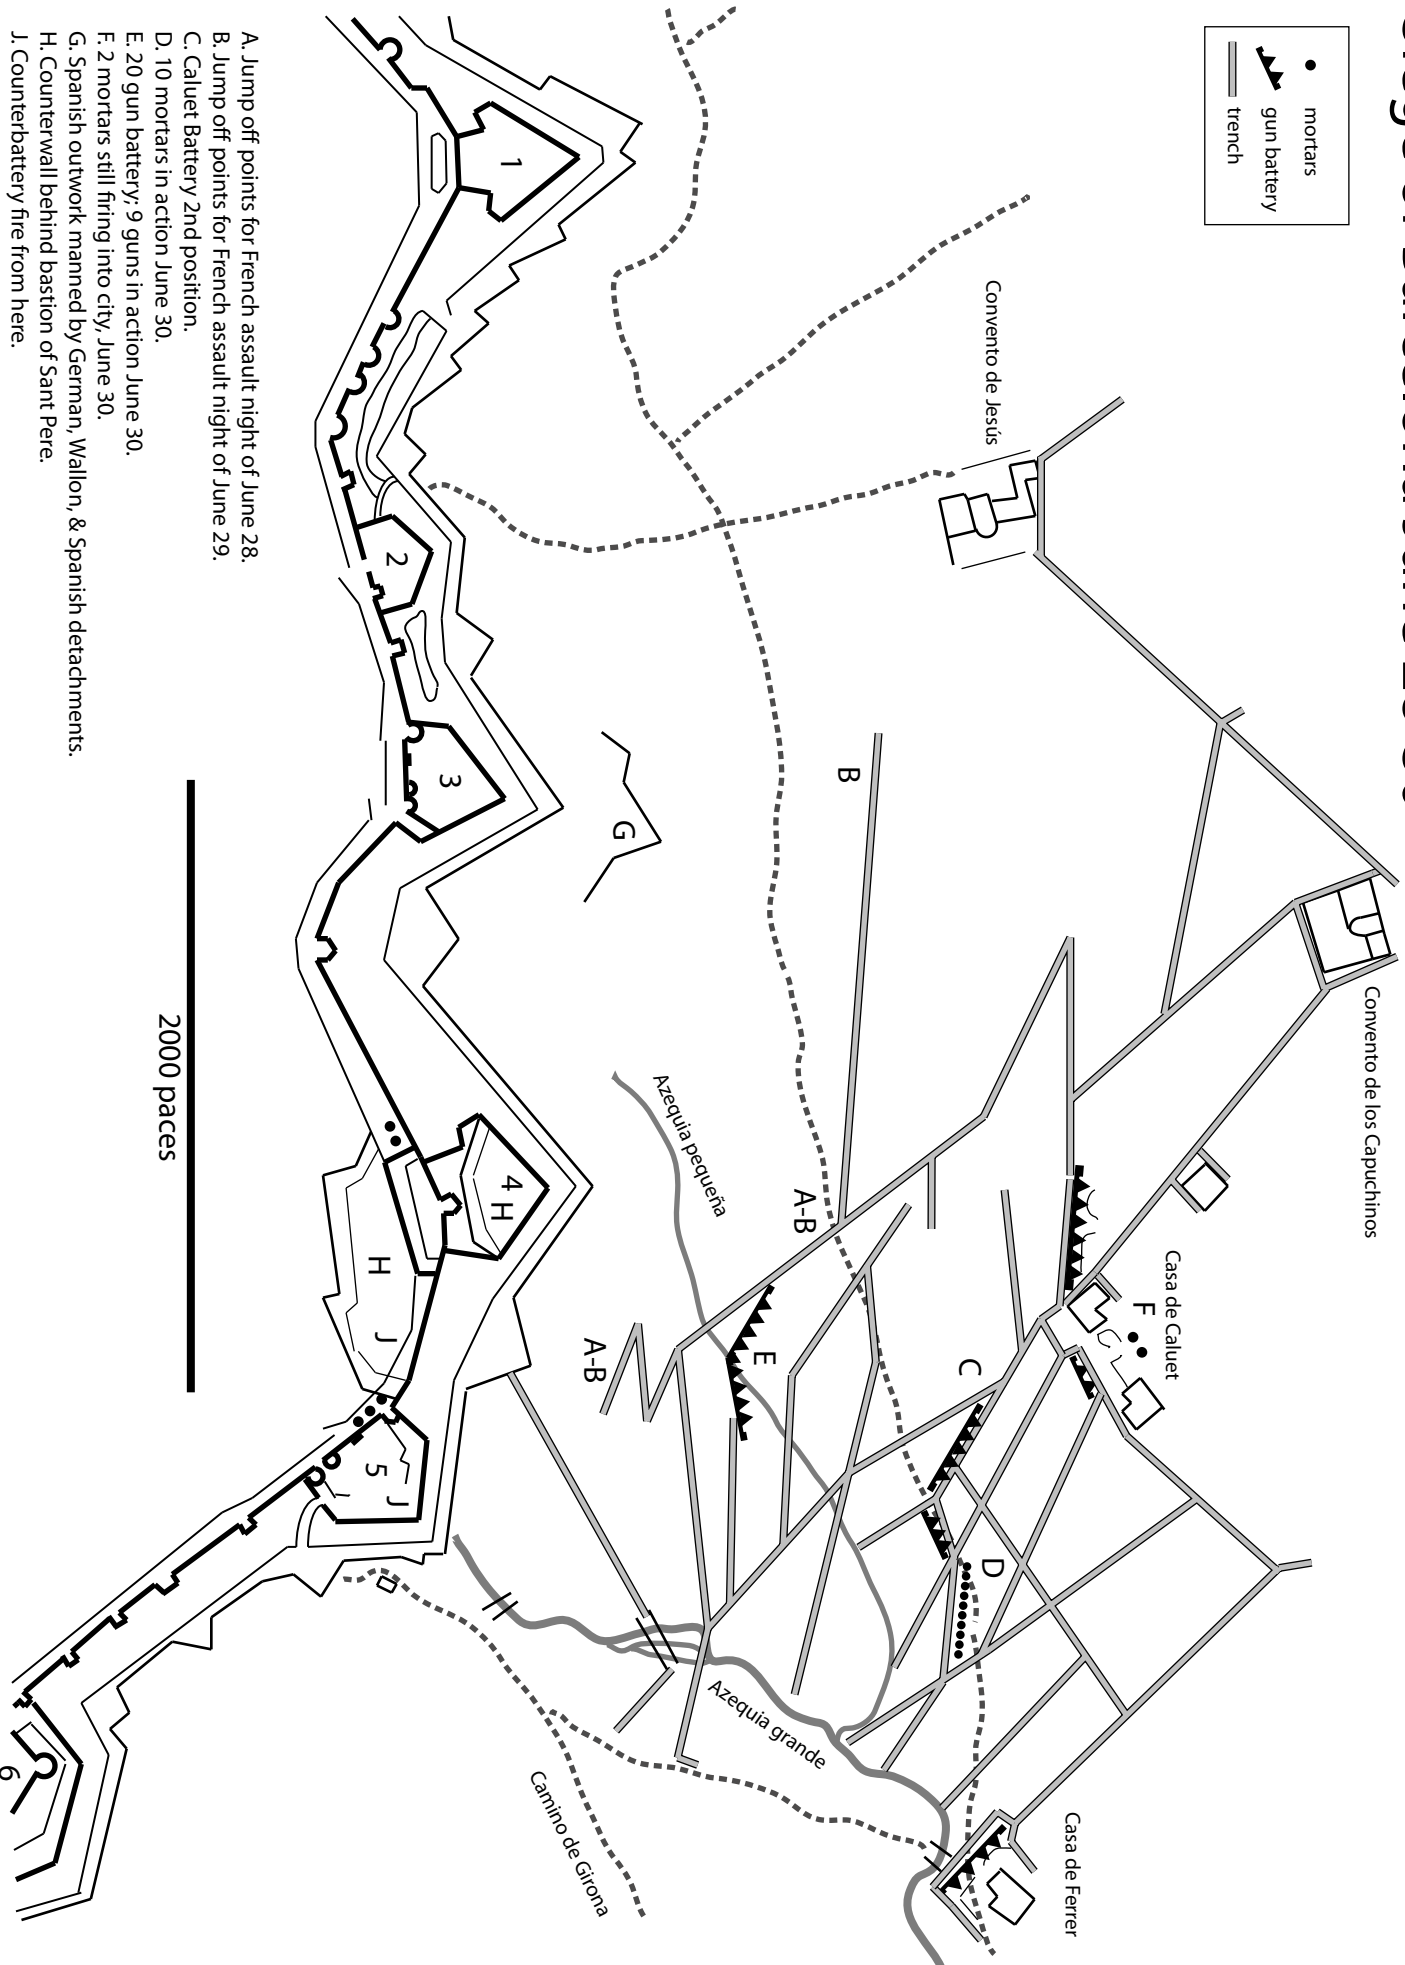 mortars
gun battery
trench
Convento de los Capuchinos
Casa de Caluet
Casa de Ferrer
F
Convento de Jesús
C
D
B
A-B
E
Azequia pequeña
Azequia grande
G
A-B
Camino de Girona
1
2
3
4
H
H
J
5
J
6
2000 paces
A. Jump off points for French assault night of June 28.
B. Jump off points for French assault night of June 29.
C. Caluet Battery 2nd position.
D. 10 mortars in action June 30.
E. 20 gun battery; 9 guns in action June 30.
F. 2 mortars still firing into city, June 30.
G. Spanish outwork manned by German, Wallon, & Spanish detachments.
H. Counterwall behind bastion of Sant Pere.
J. Counterbattery fire from here.